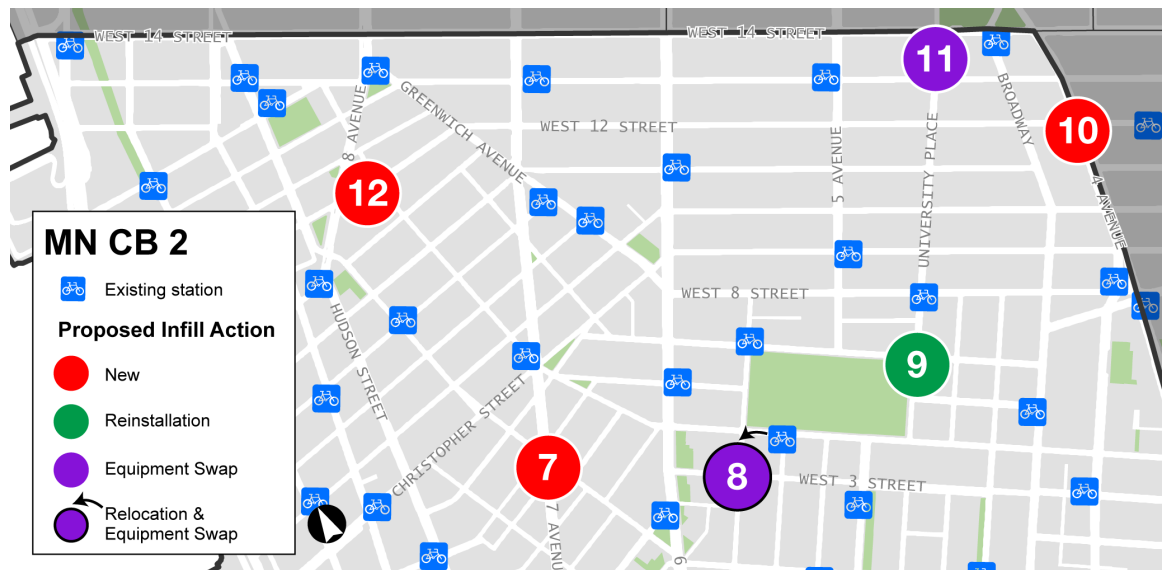 WEST 14 STREET
WEST 14 STREET
11
BROADWAY
10
GREENWICH AVENUE
8 AVENUE
WEST 12 STREET
5 AVENUE
UNIVERSITY PLACE
4 AVENUE
12
MN CB 2
Existing station
Proposed Infill Action
New
Reinstallation
Equipment Swap
Relocation &
Equipment Swap
WEST 8 STREET
HUDSON STREET
9
CHRISTOPHER STREET
7
8
WEST 3 STREET
7 AVENUE
6